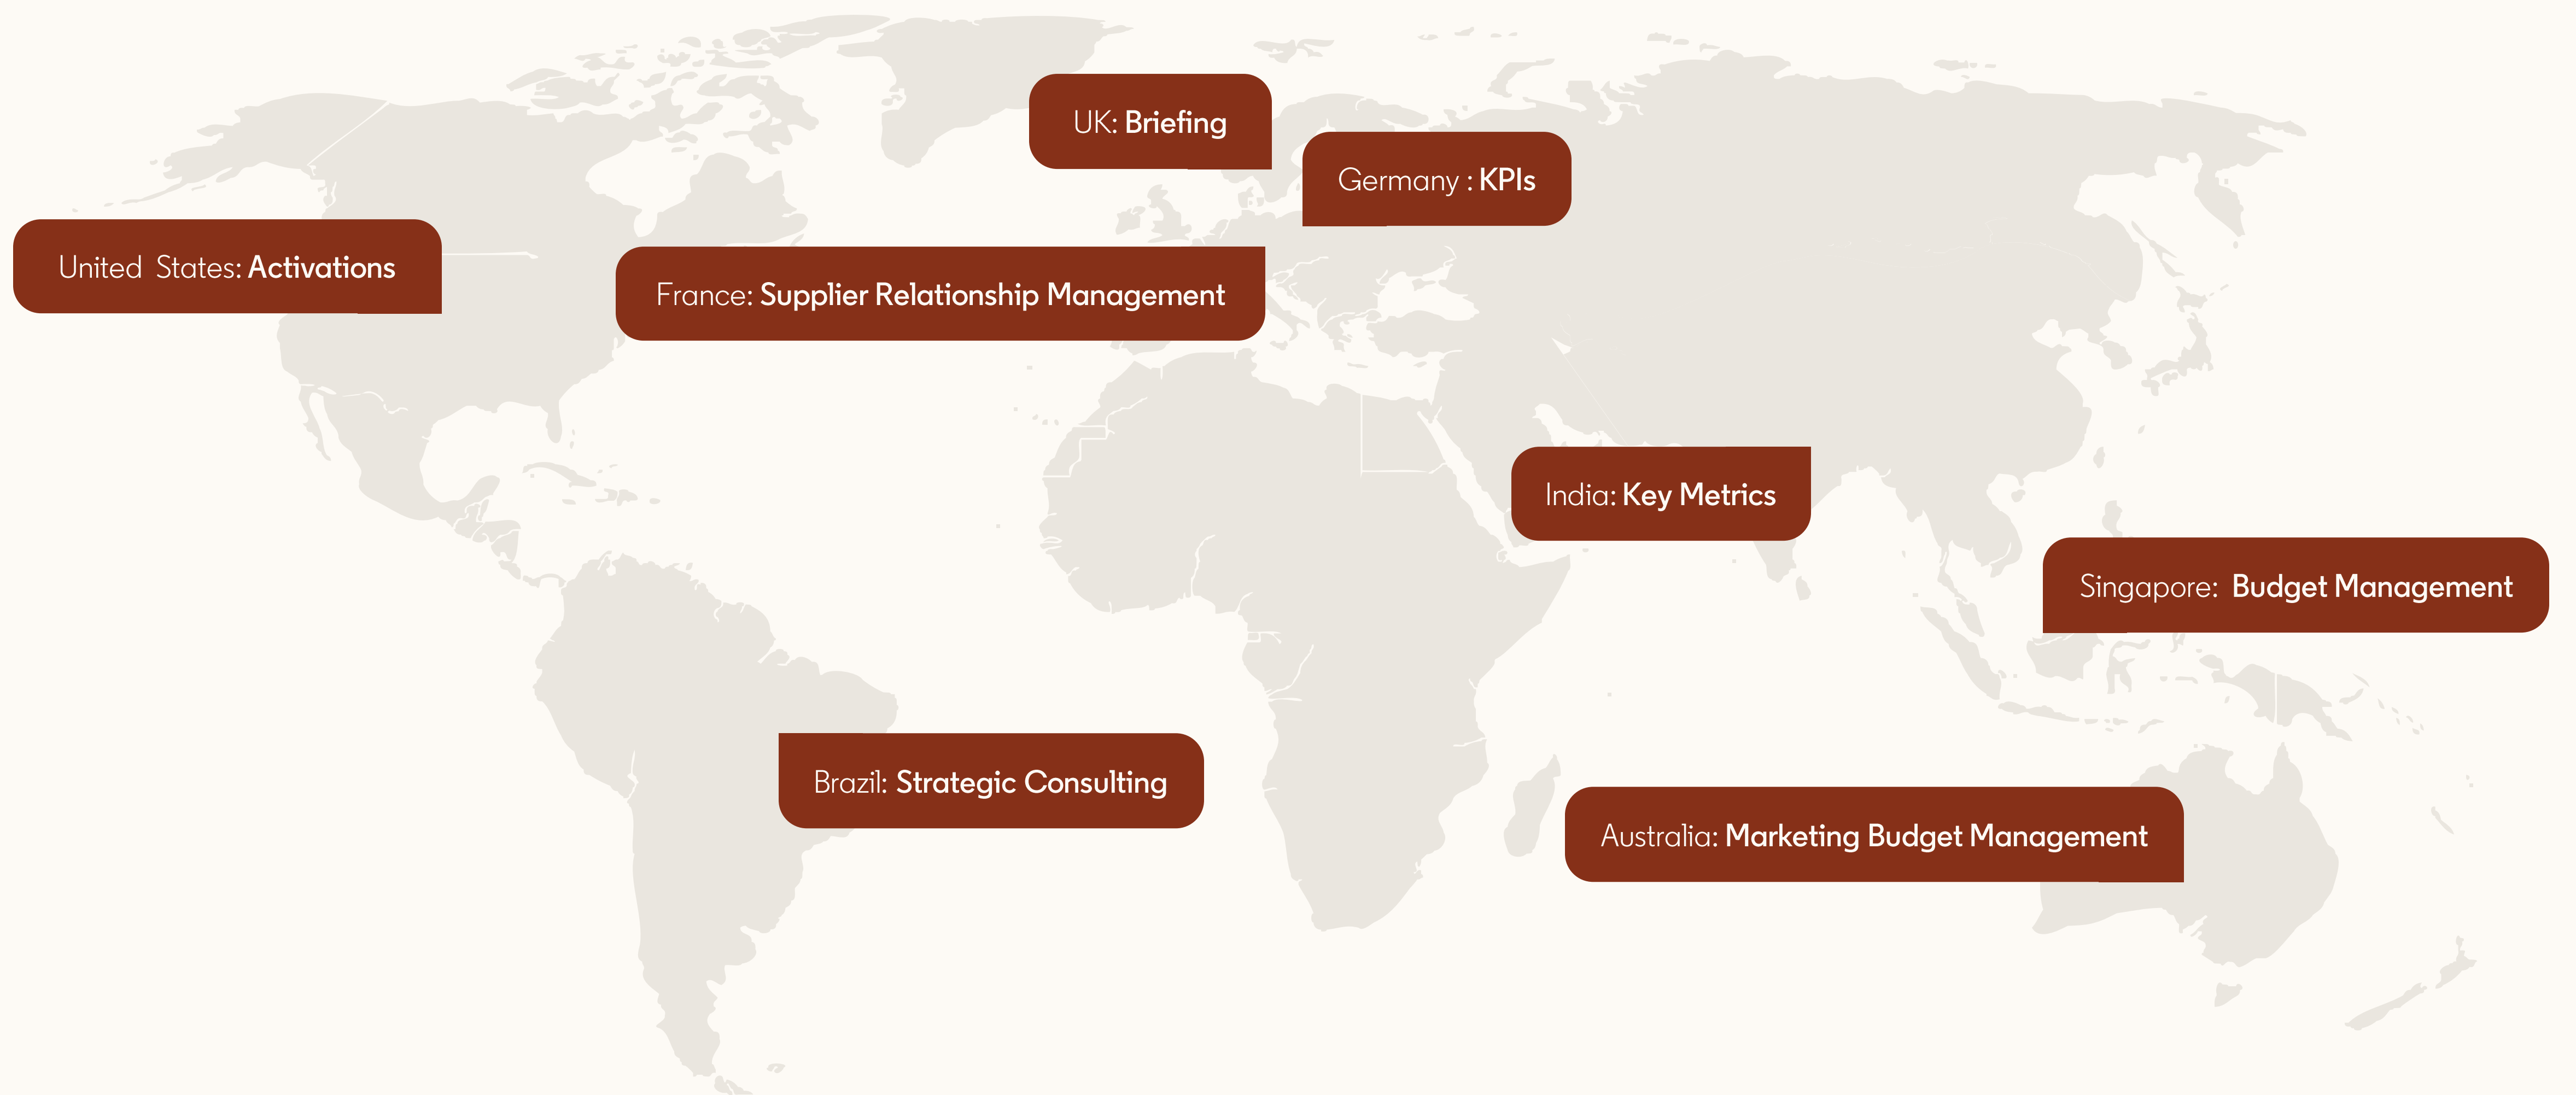 UK: Briefing
Germany : KPIs
United States: Activations
France: Supplier Relationship Management
India: Key Metrics
Singapore: Budget Management
Brazil: Strategic Consulting
Australia: Marketing Budget Management